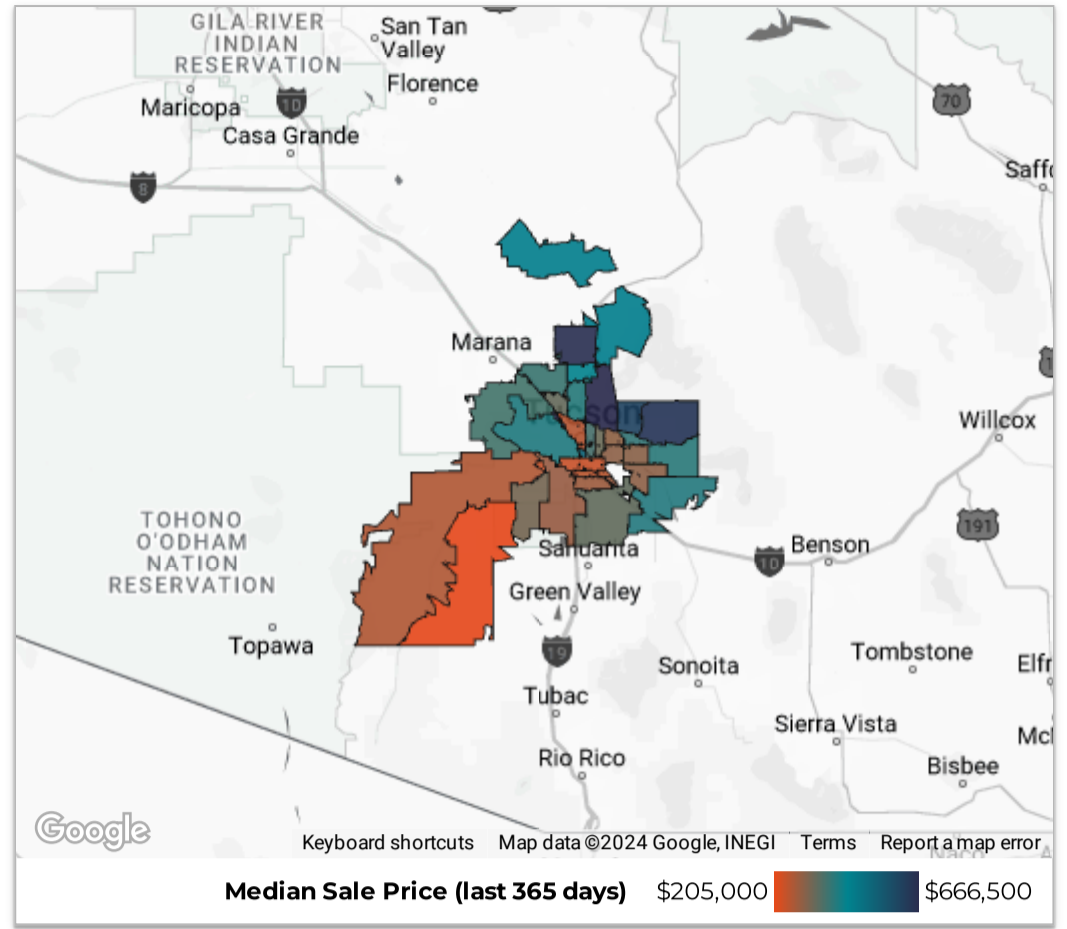 GILA RIVER
INDIAN
RESERVATION
San Tan
Valley
Florence
Maricopa
10
Casa Grande
8
70
Marana
Tucson
Willcox
191
TOHONO
O'ODHAM
NATION
RESERVATION
Sahuarita
10
Benson
Green Valley
Topawa
19
Sonoita
Tombstone
Tubac
Sierra Vista
Rio Rico
Bisbee
Google
Keyboard shortcuts
Map data ©2024 Google, INEGI
Terms
Report a map error
Naco
Median Sale Price (last 365 days)
$205,000
$666,500